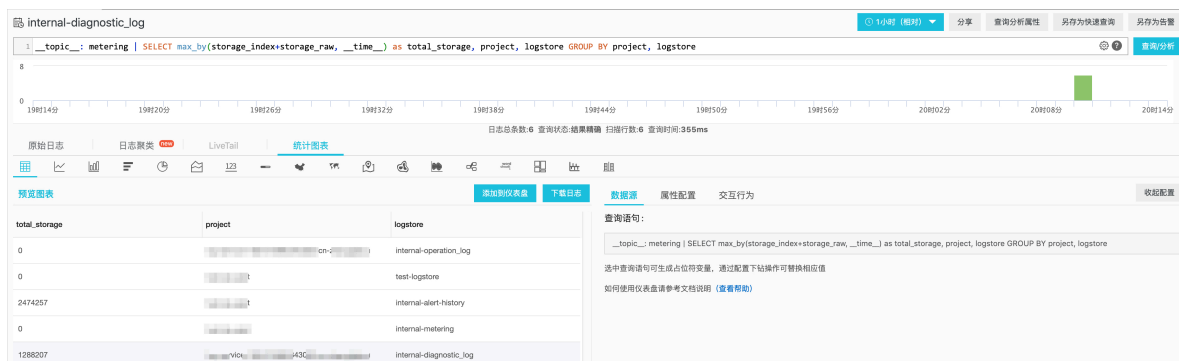 internal-diagnostic_log
1小时（相对） 分享 查询分析属性 另存为快速查询 另存为告警
1 __topic__: metering | SELECT max_by(storage_index+storage_raw, __time__) as total_storage, project, logstore GROUP BY project, logstore
查询/分析
8
0
19时14分 19时20分 19时26分 19时32分 19时38分 19时44分 19时50分 19时56分 20时02分 20时08分 20时14分
日志总条数:6 查询状态:结果精确 扫描行数:6 查询时间:355ms
原始日志 日志聚类 new LiveTail 统计图表
123
预览图表 添加到仪表盘 下载日志 数据源 属性配置 交互行为 收起配置
查询语句：
total_storage project logstore
__topic__: metering | SELECT max_by(storage_index+storage_raw, __time__) as total_storage, project, logstore GROUP BY project, logstore
0 internal-operation_log
选中查询语句可生成占位符变量，通过配置下钻操作可替换相应值
0 test-logstore
如何使用仪表盘请参考文档说明（查看帮助）
2474257 internal-alert-history
0 internal-metering
1288207 internal-diagnostic_log